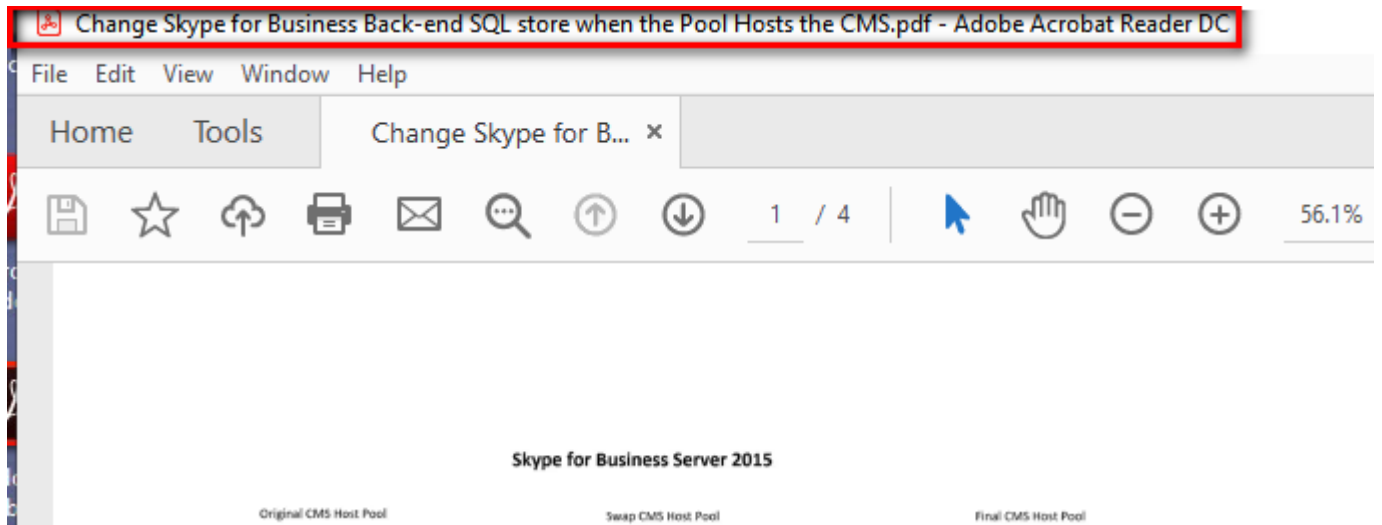 Change Skype for Business Back-end SQL store when the Pool Hosts the CMS.pdf - Adobe Acrobat Reader DC
File Edit View Window Help
Home Tools Change Skype for B... ×
1 / 4 56.1%
Skype for Business Server 2015
Original CMS Host Pool Swap CMS Host Pool Final CMS Host Pool